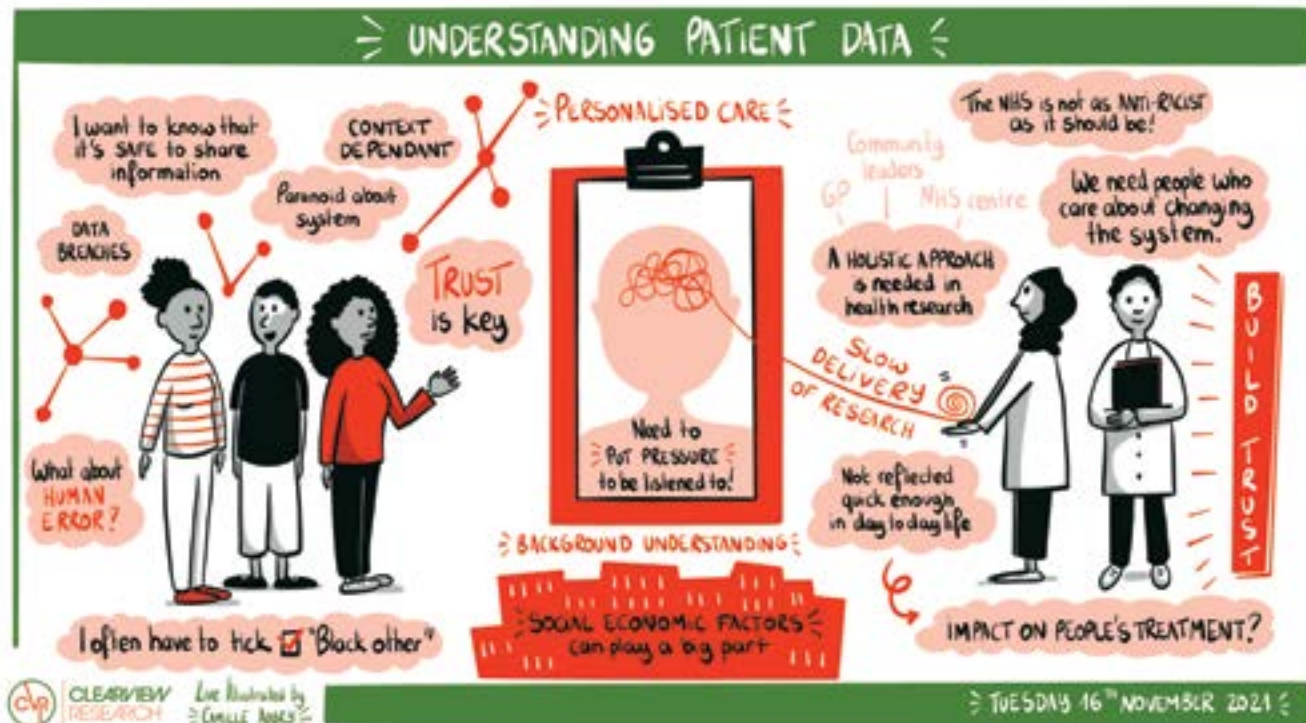 UNDERSTANDING PATIENT DATA
I want to know that
it's SAFE to share
information
CONTEXT
DEPENDANT
Paranoid about
system
DATA
BREACHES
TRUST
is key
What about
HUMAN
ERROR?
I often have to tick "Black other"
PERSONALISED CARE
Need to
PUT PRESSURE
to be listened to!
BACKGROUND UNDERSTANDING
SOCIAL ECONOMIC FACTORS
can play a big part
The NHS is not as ANTI-RACIST
as it should be!
Community
leaders
GP
NHS centre
We need people who
care about changing
the system.
A HOLISTIC APPROACH
is needed in
health research
SLOW
DELIVERY
OF RESEARCH
Not reflected
quick enough
in day to day life
IMPACT ON PEOPLE'S TREATMENT?
BUILD TRUST
CLEARVIEW
RESEARCH
Live Illustrated by
TUESDAY 16TH NOVEMBER 2021